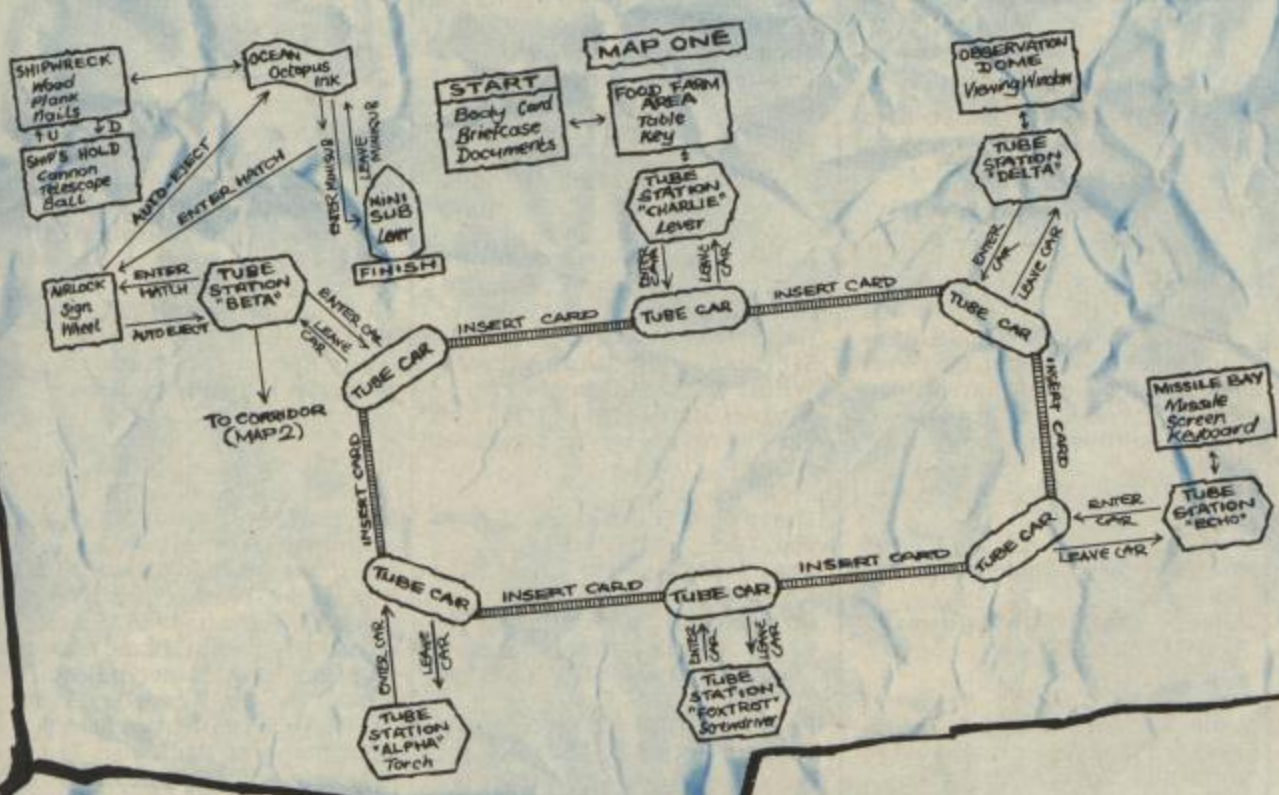 MAP ONE
START
Body Card
Briefcase
Documents
FOOD FARM
AREA
Table
Key
OBSERVATION
DOME
Viewing Window
SHIPWRECK
Wood
Plank
Nails
U
D
SHIP'S HOLD
Cannon
Telescope
Ball
OCEAN
Octopus
Ink
AUTO-EJECT
ENTER HATCH
ENTER MINISUB
LEAVE
MINISUB
MINI
SUB
Lever
FINISH
TUBE
STATION
"CHARLIE"
Lever
TUBE
STATION
"DELTA"
ENTER
CAR
LEAVE
CAR
ENTER
CAR
LEAVE CAR
AIRLOCK
Sign
Wheel
ENTER
HATCH
AUTO EJECT
TUBE
STATION
"BETA"
ENTER CAR
LEAVE
CAR
TO CORRIDOR
(MAP 2)
TUBE CAR
INSERT CARD
TUBE CAR
INSERT CARD
TUBE CAR
INSERT CARD
MISSILE BAY
Missile
Screen
Keyboard
TUBE
STATION
"ECHO"
ENTER
CAR
LEAVE CAR
INSERT CARD
TUBE CAR
INSERT CARD
TUBE CAR
INSERT CARD
TUBE CAR
ENTER CAR
LEAVE
CAR
TUBE
STATION
"ALPHA"
Torch
ENTER
CAR
LEAVE
CAR
TUBE
STATION
"FOXTROT"
Screwdriver